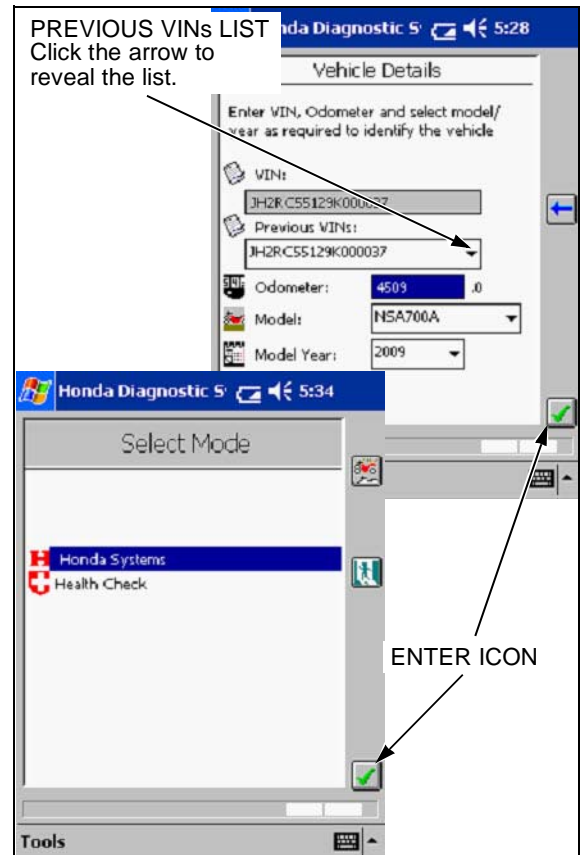 PREVIOUS VINs LIST
Click the arrow to
reveal the list.
nda Diagnostic S 5:28
Vehicle Details
Enter VIN, Odometer and select model/
year as required to identify the vehicle
VIN:
JH2RC55129K000037
Previous VINs:
JH2RC55129K000037
Odometer: 4509 .0
Model: NSA700A
Model Year: 2009
Honda Diagnostic S 5:34
Select Mode
Honda Systems
Health Check
ENTER ICON
Tools